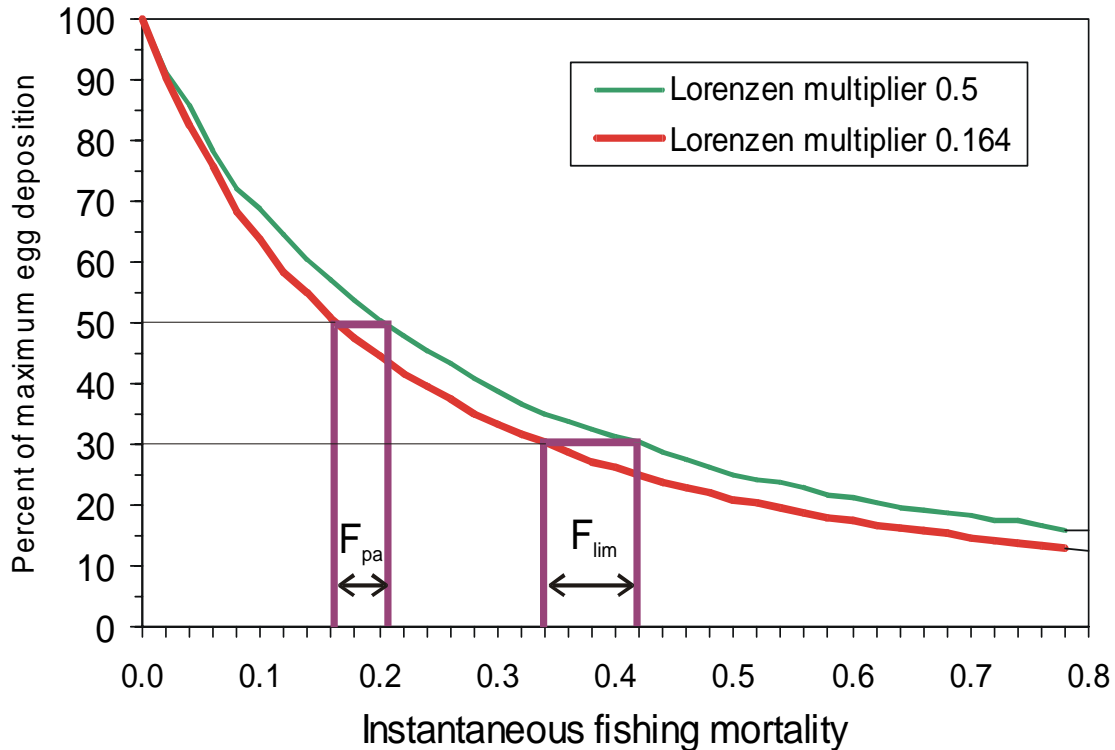 Percent of maximum egg deposition
100
90
80
70
60
50
40
30
20
10
0
Lorenzen multiplier 0.5
Lorenzen multiplier 0.164
F pa
F lim
0.0 0.1 0.2 0.3 0.4 0.5 0.6 0.7 0.8
Instantaneous fishing mortality